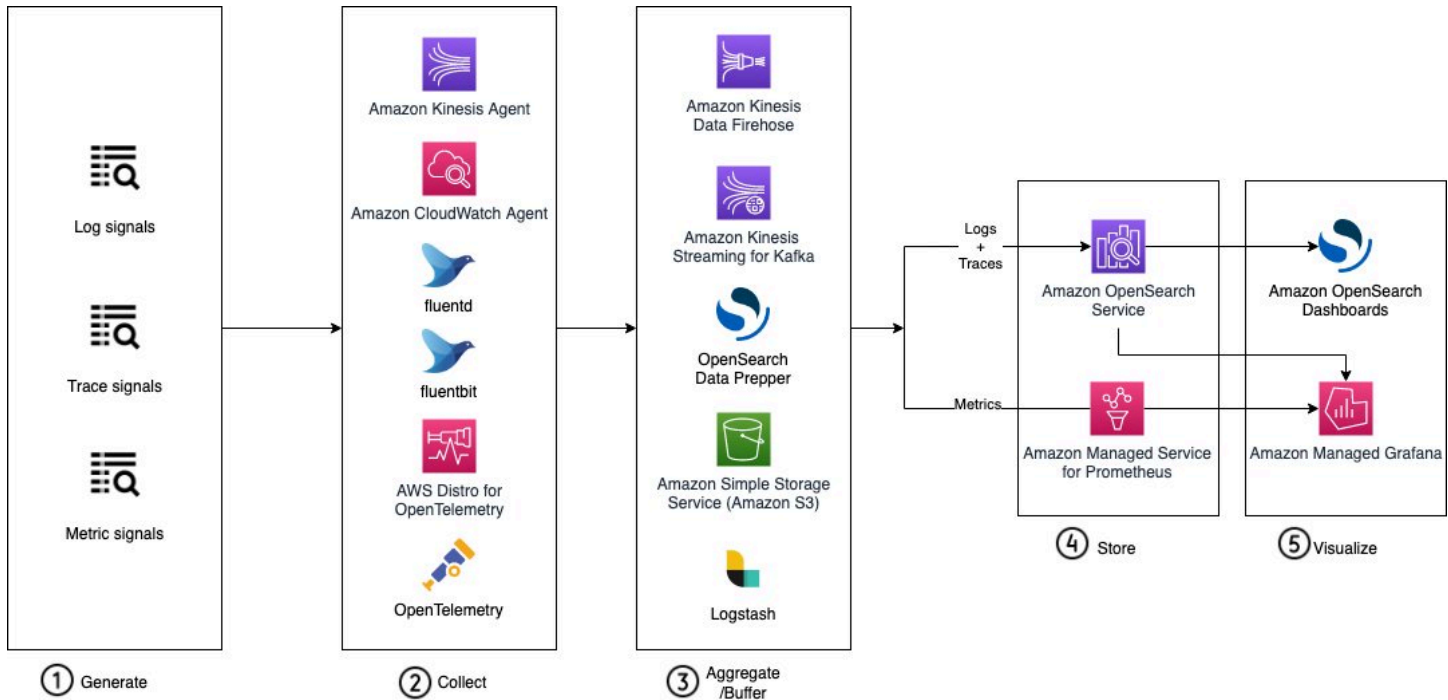 Log signals
Trace signals
Metric signals
1 Generate
Amazon Kinesis Agent
Amazon CloudWatch Agent
fluentd
fluentbit
AWS Distro for
OpenTelemetry
OpenTelemetry
2 Collect
Amazon Kinesis
Data Firehose
Amazon Kinesis
Streaming for Kafka
OpenSearch
Data Prepper
Amazon Simple Storage
Service (Amazon S3)
Logstash
3 Aggregate
/Buffer
Logs
+
Traces
Metrics
Amazon OpenSearch
Service
Amazon Managed Service
for Prometheus
4 Store
Amazon OpenSearch
Dashboards
Amazon Managed Grafana
5 Visualize